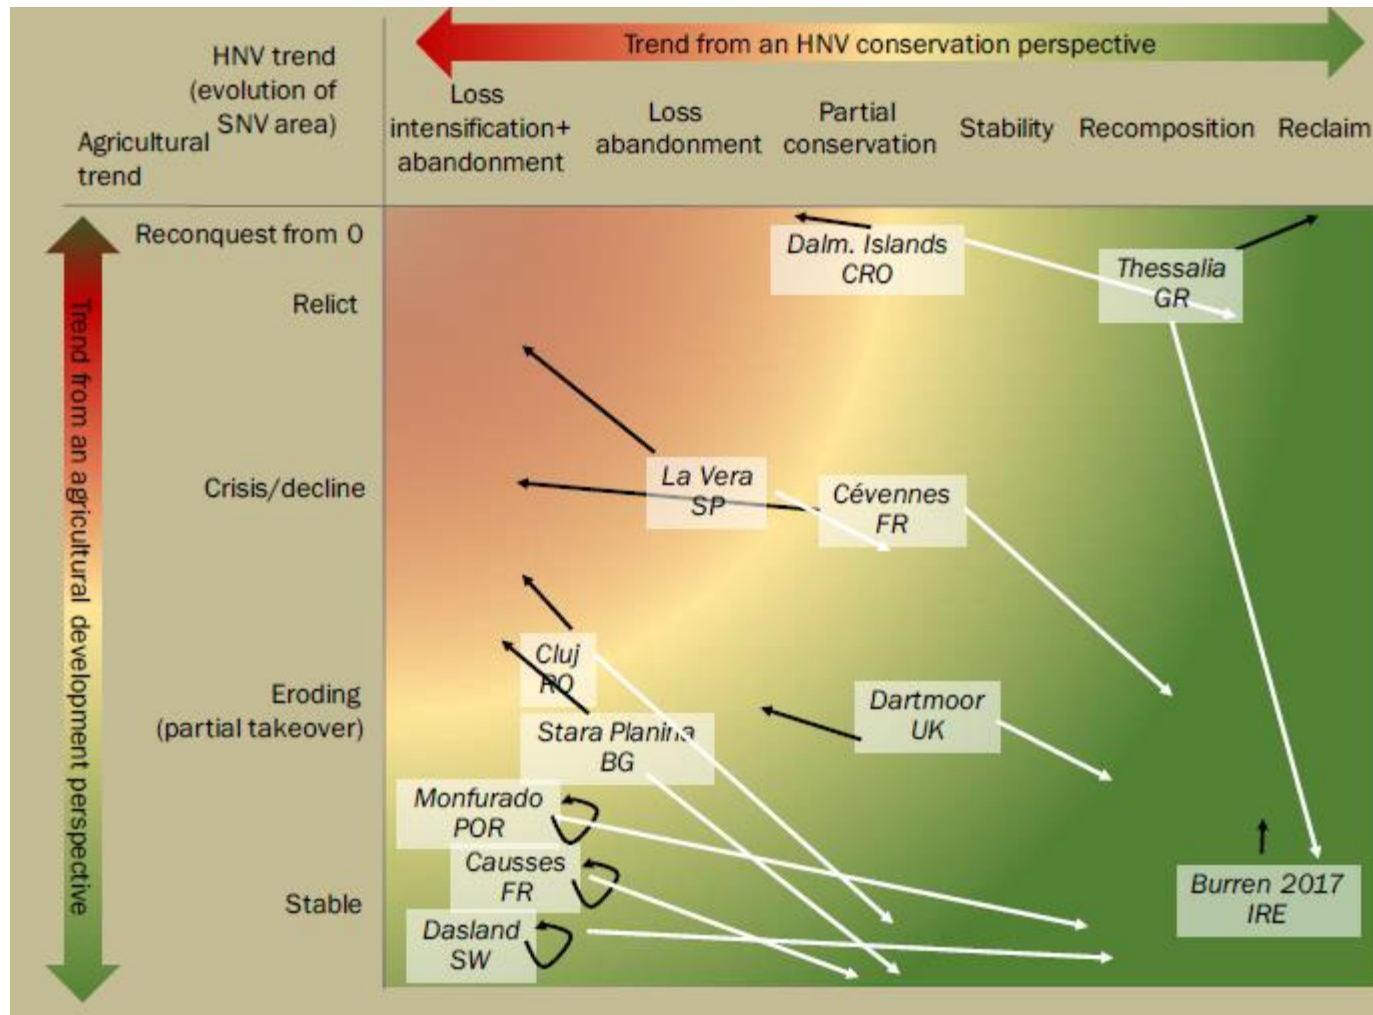 HNV trend
(evolution of
SNV area)
Agricultural
trend
Trend from an HNV conservation perspective
Loss
intensification+
abandonment
Loss
abandonment
Partial
conservation
Stability
Recomposition
Reclaim
Trend from an agricultural development perspective
Reconquest from 0
Relict
Crisis/decline
Eroding
(partial takeover)
Stable
Dalm. Islands
CRO
Thessalia
GR
La Vera
SP
Cévennes
FR
Cluj
RO
Stara Planina
BG
Dartmoor
UK
Monfurado
POR
Causses
FR
Dasland
SW
Burren 2017
IRE